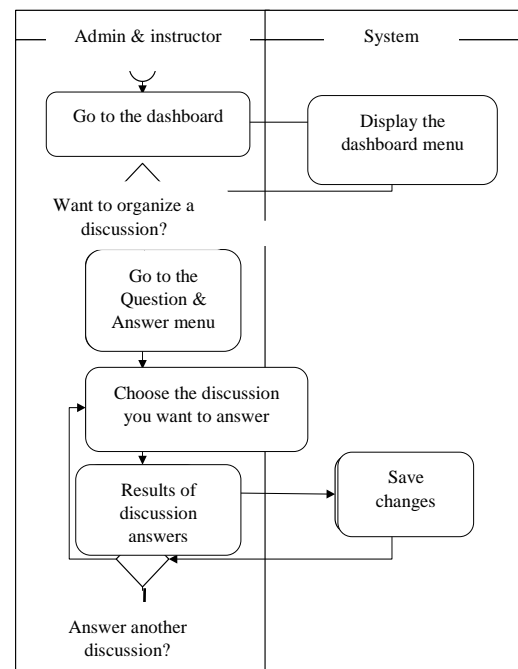 Admin & instructor
System
Go to the dashboard
Display the
dashboard menu
Want to organize a
discussion?
Go to the
Question &
Answer menu
Choose the discussion
you want to answer
Results of
discussion
answers
Save
changes
Answer another
discussion?